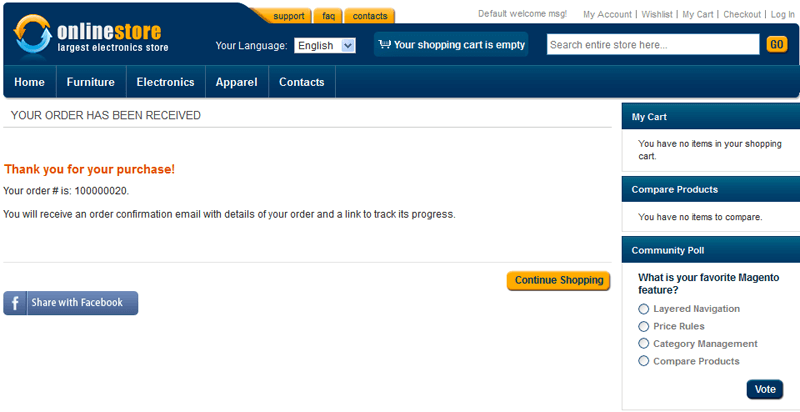 support
faq
contacts
Default welcome msg!
My Account | Wishlist | My Cart | Checkout | Log In
onlinestore
largest electronics store
Your Language: English
Your shopping cart is empty
Search entire store here...
GO
Home
Furniture
Electronics
Apparel
Contacts
YOUR ORDER HAS BEEN RECEIVED
Thank you for your purchase!
Your order # is: 100000020.
You will receive an order confirmation email with details of your order and a link to track its progress.
Continue Shopping
f Share with Facebook
My Cart
You have no items in your shopping
cart.
Compare Products
You have no items to compare.
Community Poll
What is your favorite Magento
feature?
Layered Navigation
Price Rules
Category Management
Compare Products
Vote